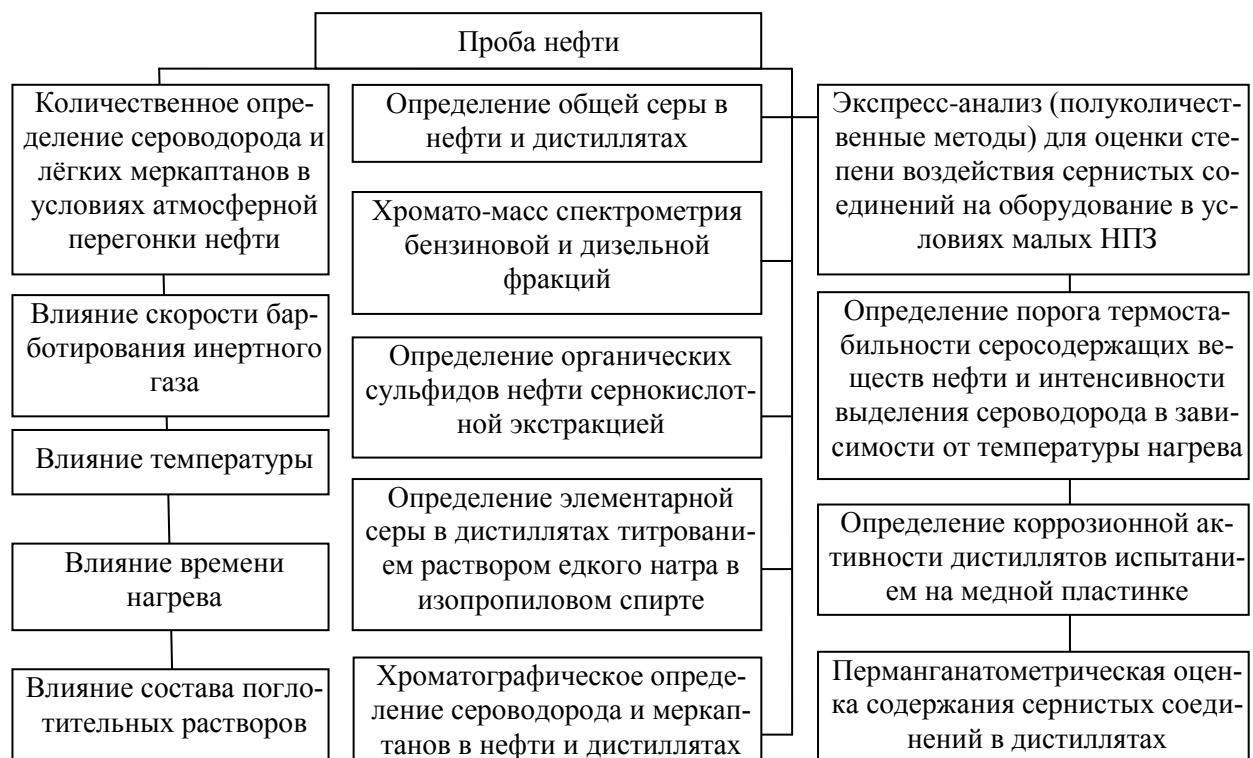 Проба нефти
Количественное опре-
деление сероводорода и
лёгких меркаптанов в
условиях атмосферной
перегонки нефти
Влияние скорости бар-
ботирования инертного
газа
Влияние температуры
Влияние времени
нагрева
Влияние состава погло-
тительных растворов
Определение общей серы в
нефти и дистиллятах
Хромато-масс спектрометрия
бензиновой и дизельной
фракций
Определение органических
сульфидов нефти сернокислот-
ной экстракцией
Определение элементарной
серы в дистиллятах титровани-
ем раствором едкого натра в
изопропиловом спирте
Хроматографическое опреде-
ление сероводорода и меркап-
танов в нефти и дистиллятах
Экспресс-анализ (полуколичест-
венные методы) для оценки сте-
пени воздействия сернистых со-
единений на оборудование в ус-
ловиях малых НПЗ
Определение порога термоста-
бильности серосодержащих ве-
ществ нефти и интенсивности
выделения сероводорода в зави-
симости от температуры нагрева
Определение коррозионной ак-
тивности дистиллятов испытани-
ем на медной пластинке
Перманганатометрическая оцен-
ка содержания сернистых соеди-
нений в дистиллятах